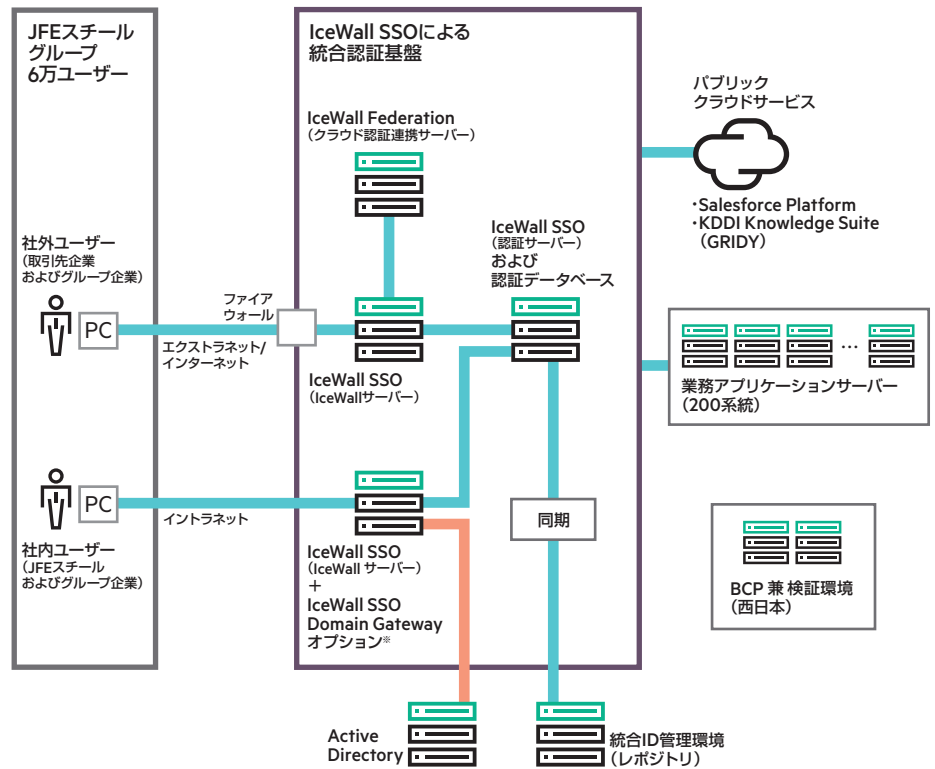 JFEスチール
グループ
6万ユーザー
社外ユーザー
(取引先企業
およびグループ企業)
PC
PC
社内ユーザー
(JFEスチール
およびグループ企業)
ファイア
ウォール
エクストラネット/
インターネット
イントラネット
IceWall SSOによる
統合認証基盤
IceWall Federation
(クラウド認証連携サーバー)
IceWall SSO
(認証サーバー)
および
認証データベース
IceWall SSO
(IceWallサーバー)
IceWall SSO
(IceWall サーバー)
+
IceWall SSO
Domain Gateway
オプション※
同期
Active
Directory
統合ID管理環境
(レポジトリ)
パブリック
クラウドサービス
・Salesforce Platform
・KDDI Knowledge Suite
(GRIDY)
…
業務アプリケーションサーバー
(200系統)
BCP 兼 検証環境
(西日本)